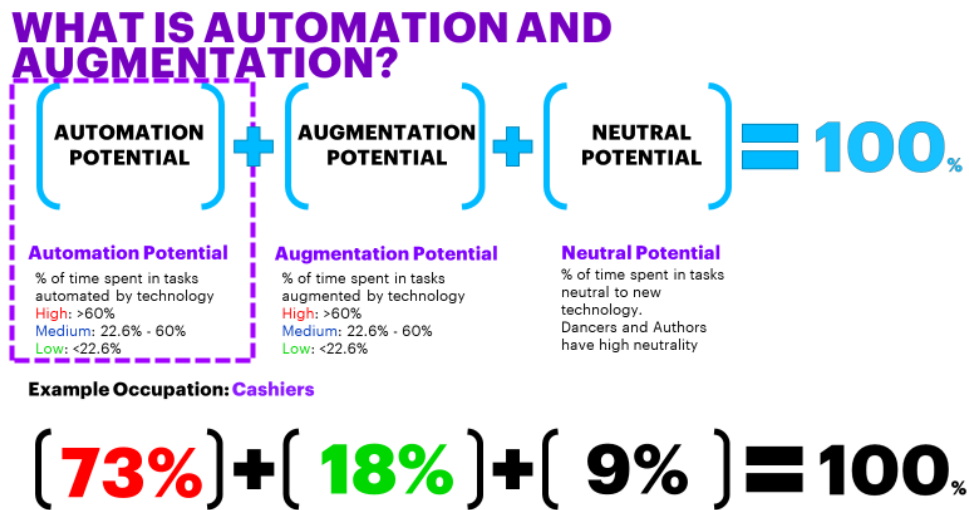 WHAT IS AUTOMATION AND
AUGMENTATION?
AUTOMATION
POTENTIAL
+
AUGMENTATION
POTENTIAL
+
NEUTRAL
POTENTIAL
= 100%
Automation Potential
% of time spent in tasks
automated by technology
High: >60%
Medium: 22.6% - 60%
Low: <22.6%
Augmentation Potential
% of time spent in tasks
augmented by technology
High: >60%
Medium: 22.6% - 60%
Low: <22.6%
Neutral Potential
% of time spent in tasks
neutral to new
technology.
Dancers and Authors
have high neutrality
Example Occupation: Cashiers
(73%) + (18%) + (9%) = 100%